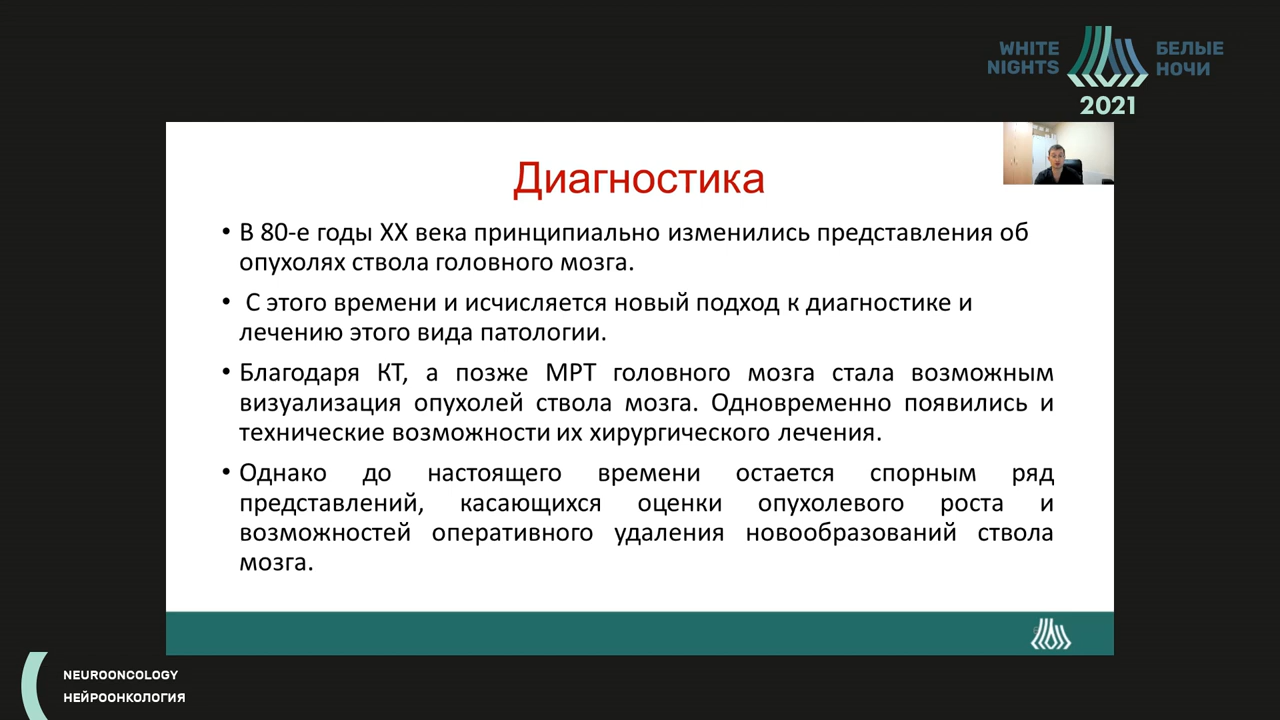 WHITE
NIGHTS
БЕЛЫЕ
НОЧИ
2021
Диагностика
• В 80-е годы XX века принципиально изменились представления об
опухолях ствола головного мозга.
• С этого времени и исчисляется новый подход к диагностике и
лечению этого вида патологии.
• Благодаря КТ, а позже МРТ головного мозга стала возможным
визуализация опухолей ствола мозга. Одновременно появились и
технические возможности их хирургического лечения.
• Однако до настоящего времени остается спорным ряд
представлений, касающихся оценки опухолевого роста и
возможностей оперативного удаления новообразований ствола
мозга.
NEUROONCOLOGY
НЕЙРООНКОЛОГИЯ